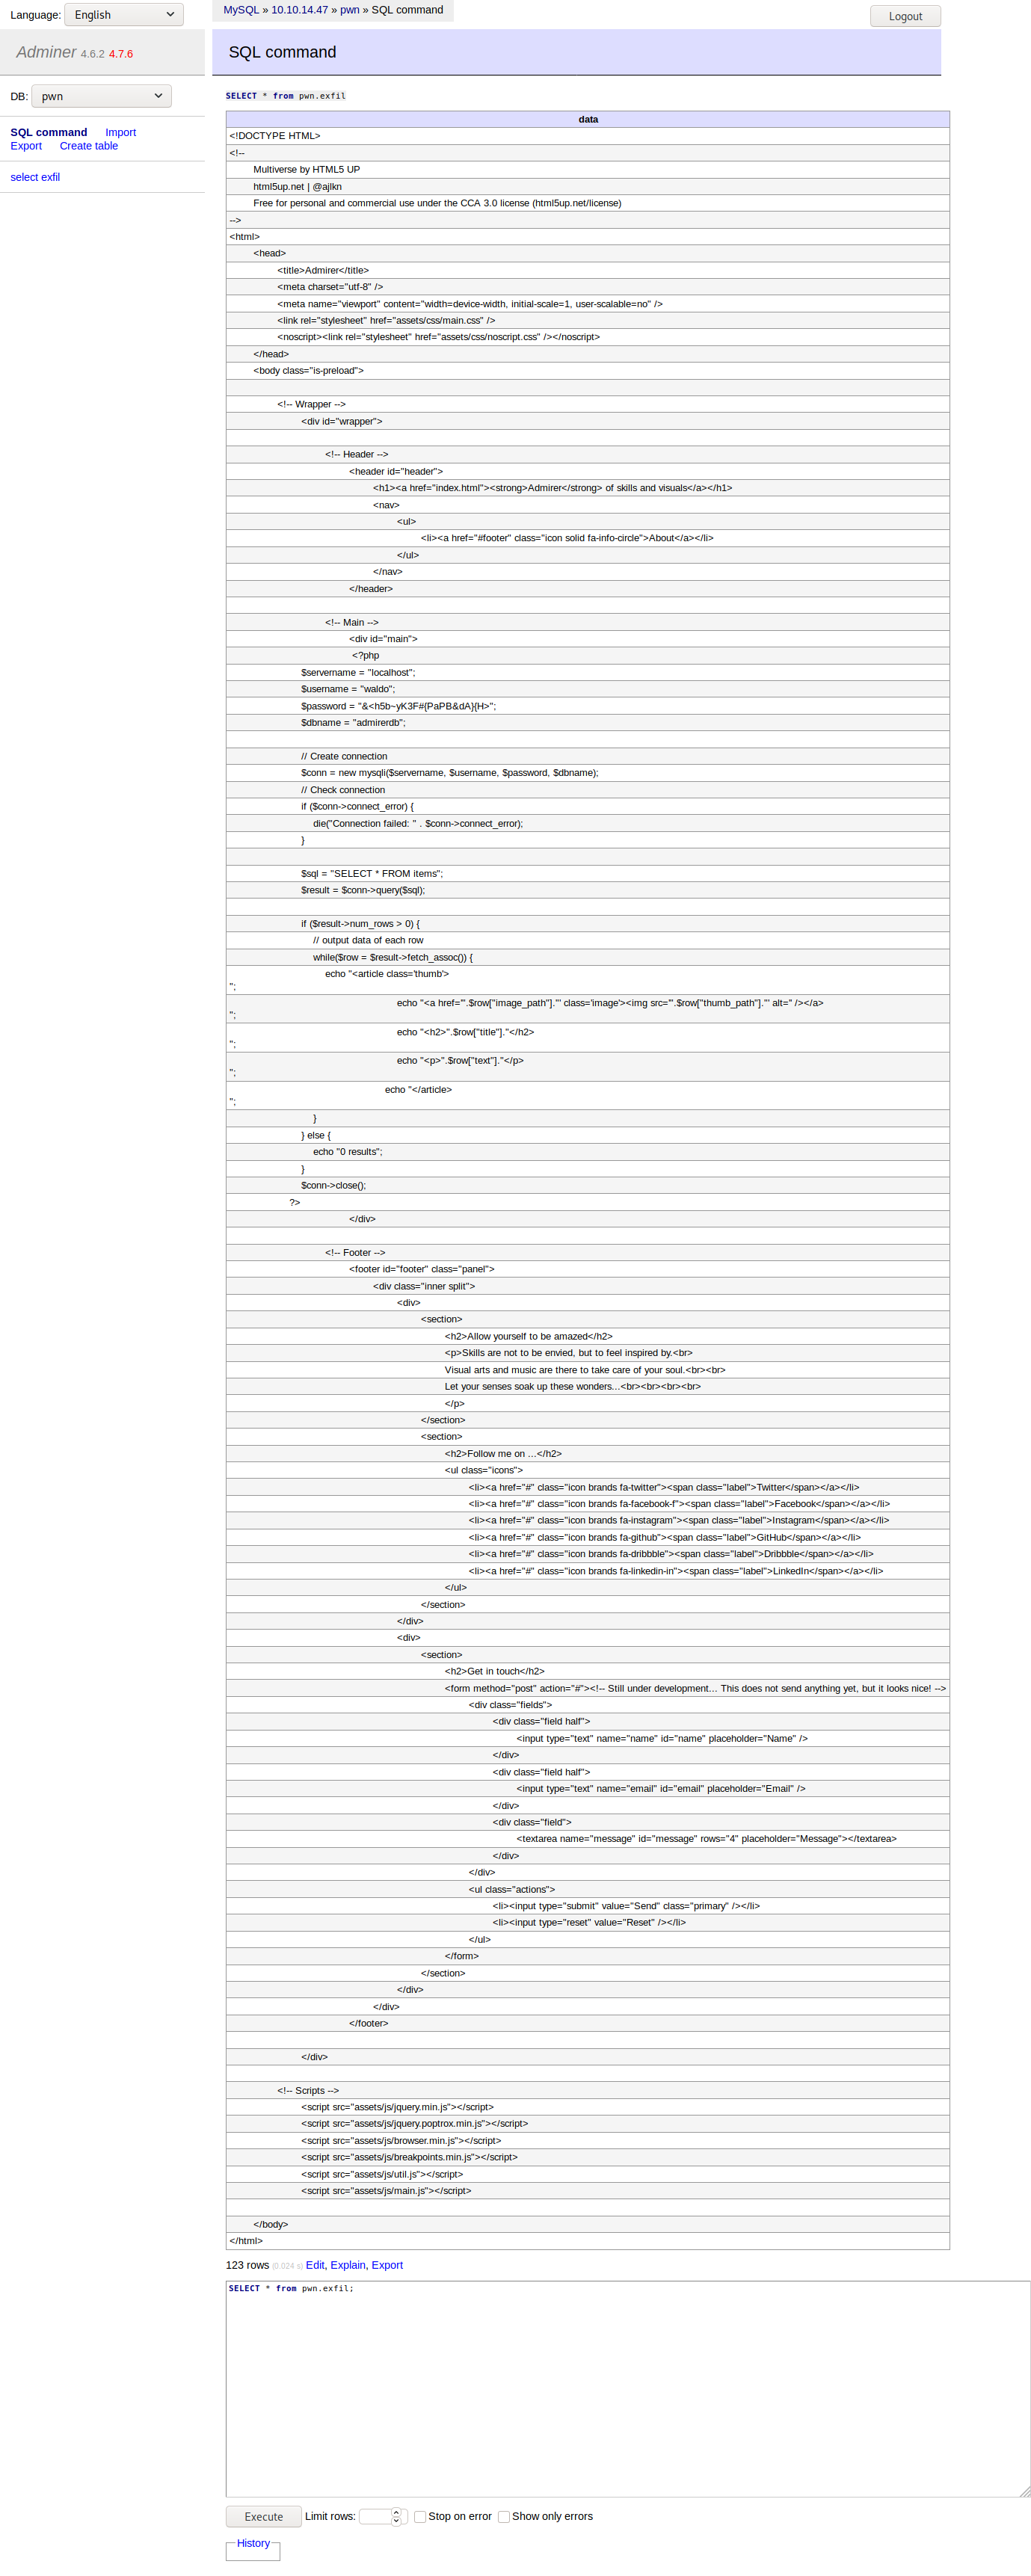 Language: English
MySQL » 10.10.14.47 » pwn » SQL command
Logout
Adminer 4.6.2 4.7.6
SQL command
DB: pwn
SQL command Import
Export Create table
select exfil
SELECT * from pwn.exfil
data
<!DOCTYPE HTML>
<!--
Multiverse by HTML5 UP
html5up.net | @ajlkn
Free for personal and commercial use under the CCA 3.0 license (html5up.net/license)
-->
<html>
<head>
<title>Admirer</title>
<meta charset="utf-8" />
<meta name="viewport" content="width=device-width, initial-scale=1, user-scalable=no" />
<link rel="stylesheet" href="assets/css/main.css" />
<noscript><link rel="stylesheet" href="assets/css/noscript.css" /></noscript>
</head>
<body class="is-preload">
<!-- Wrapper -->
<div id="wrapper">
<!-- Header -->
<header id="header">
<h1><a href="index.html"><strong>Admirer</strong> of skills and visuals</a></h1>
<nav>
<ul>
<li><a href="#footer" class="icon solid fa-info-circle">About</a></li>
</ul>
</nav>
</header>
<!-- Main -->
<div id="main">
<?php
$servername = "localhost";
$username = "waldo";
$password = "&<h5b~yK3F#{PaPB&dA}{H>";
$dbname = "admirerdb";
// Create connection
$conn = new mysqli($servername, $username, $password, $dbname);
// Check connection
if ($conn->connect_error) {
die("Connection failed: " . $conn->connect_error);
}
$sql = "SELECT * FROM items";
$result = $conn->query($sql);
if ($result->num_rows > 0) {
// output data of each row
while($row = $result->fetch_assoc()) {
echo "<article class='thumb'>
";
echo "<a href='".$row["image_path"]."' class='image'><img src='".$row["thumb_path"]."' alt='' /></a>
";
echo "<h2>".$row["title"]."</h2>
";
echo "<p>".$row["text"]."</p>
";
echo "</article>
";
}
} else {
echo "0 results";
}
$conn->close();
?>
</div>
<!-- Footer -->
<footer id="footer" class="panel">
<div class="inner split">
<div>
<section>
<h2>Allow yourself to be amazed</h2>
<p>Skills are not to be envied, but to feel inspired by.<br>
Visual arts and music are there to take care of your soul.<br><br>
Let your senses soak up these wonders...<br><br><br><br>
</p>
</section>
<section>
<h2>Follow me on ...</h2>
<ul class="icons">
<li><a href="#" class="icon brands fa-twitter"><span class="label">Twitter</span></a></li>
<li><a href="#" class="icon brands fa-facebook-f"><span class="label">Facebook</span></a></li>
<li><a href="#" class="icon brands fa-instagram"><span class="label">Instagram</span></a></li>
<li><a href="#" class="icon brands fa-github"><span class="label">GitHub</span></a></li>
<li><a href="#" class="icon brands fa-dribbble"><span class="label">Dribbble</span></a></li>
<li><a href="#" class="icon brands fa-linkedin-in"><span class="label">LinkedIn</span></a></li>
</ul>
</section>
</div>
<div>
<section>
<h2>Get in touch</h2>
<form method="post" action="#"><!-- Still under development... This does not send anything yet, but it looks nice! -->
<div class="fields">
<div class="field half">
<input type="text" name="name" id="name" placeholder="Name" />
</div>
<div class="field half">
<input type="text" name="email" id="email" placeholder="Email" />
</div>
<div class="field">
<textarea name="message" id="message" rows="4" placeholder="Message"></textarea>
</div>
</div>
<ul class="actions">
<li><input type="submit" value="Send" class="primary" /></li>
<li><input type="reset" value="Reset" /></li>
</ul>
</form>
</section>
</div>
</div>
</footer>
</div>
<!-- Scripts -->
<script src="assets/js/jquery.min.js"></script>
<script src="assets/js/jquery.poptrox.min.js"></script>
<script src="assets/js/browser.min.js"></script>
<script src="assets/js/breakpoints.min.js"></script>
<script src="assets/js/util.js"></script>
<script src="assets/js/main.js"></script>
</body>
</html>
123 rows (0.024 s) Edit, Explain, Export
SELECT * from pwn.exfil;
Execute Limit rows: Stop on error Show only errors
History